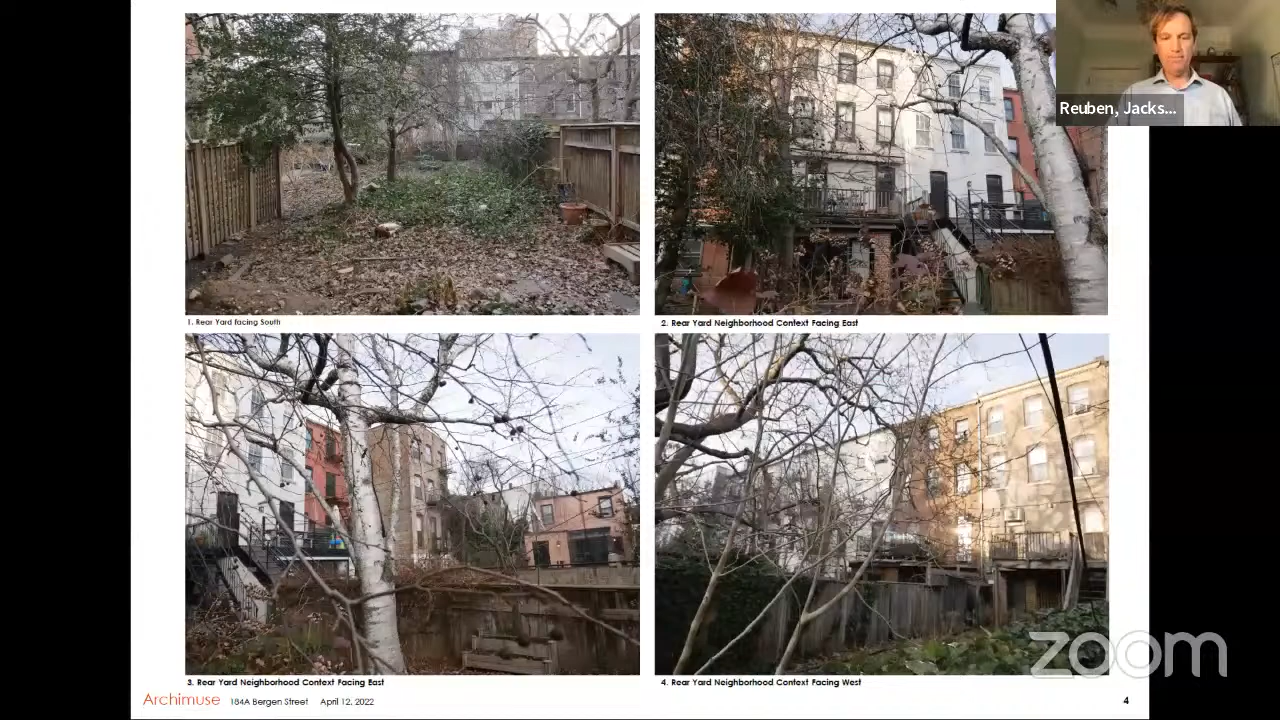 Reuben, Jacks...
1. Rear Yard facing South
2. Rear Yard Neighborhood Context Facing East
3. Rear Yard Neighborhood Context Facing East
4. Rear Yard Neighborhood Context Facing West
zoom
Archimuse 184A Bergen Street April 12, 2022
4